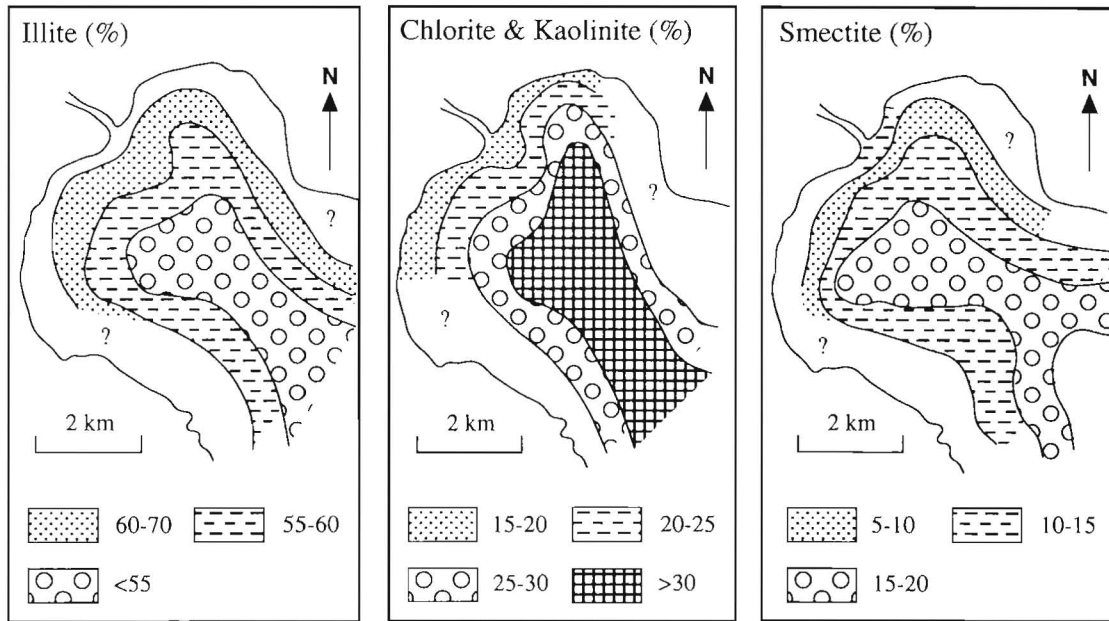 Illite (%)
N
?
?
2 km
60-70
55-60
<55
Chlorite & Kaolinite (%)
N
?
?
2 km
15-20
20-25
25-30
>30
Smectite (%)
N
?
?
2 km
5-10
10-15
15-20